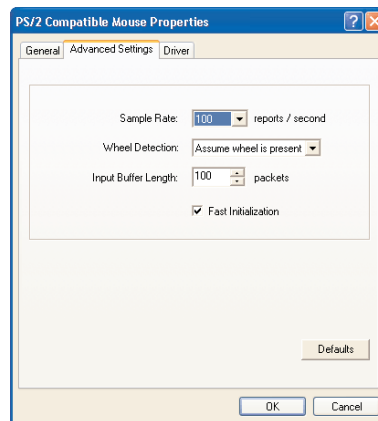 PS/2 Compatible Mouse Properties
General Advanced Settings Driver
Sample Rate: 100 reports / second
Wheel Detection: Assume wheel is present
Input Buffer Length: 100 packets
Fast Initialization
Defaults
OK Cancel